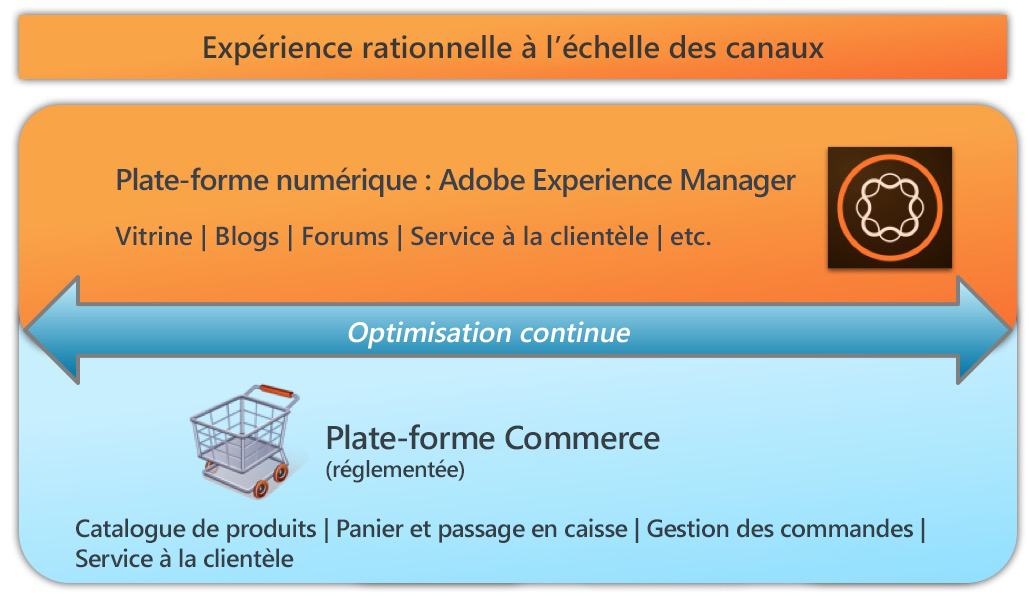 Expérience rationnelle à l’échelle des canaux
Plate-forme numérique : Adobe Experience Manager
Vitrine | Blogs | Forums | Service à la clientèle | etc.
Optimisation continue
Plate-forme Commerce
(réglementée)
Catalogue de produits | Panier et passage en caisse | Gestion des commandes |
Service à la clientèle